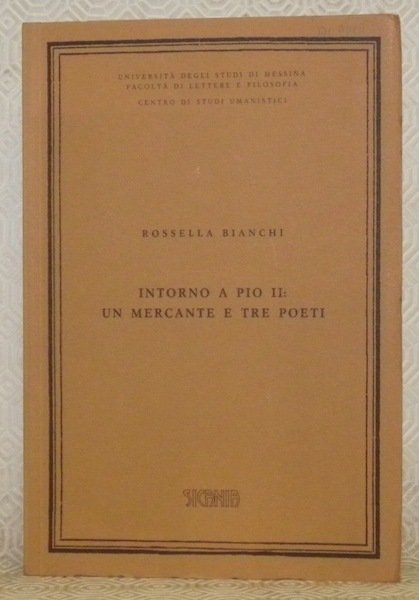 UNIVERSITÀ DEGLI STUDI DI MESSINA
FACOLTÀ DI LETTERE E FILOSOFIA
CENTRO DI STUDI UMANISTICI
ROSSELLA BIANCHI
INTORNO A PIO II:
UN MERCANTE E TRE POETI
SICANIA